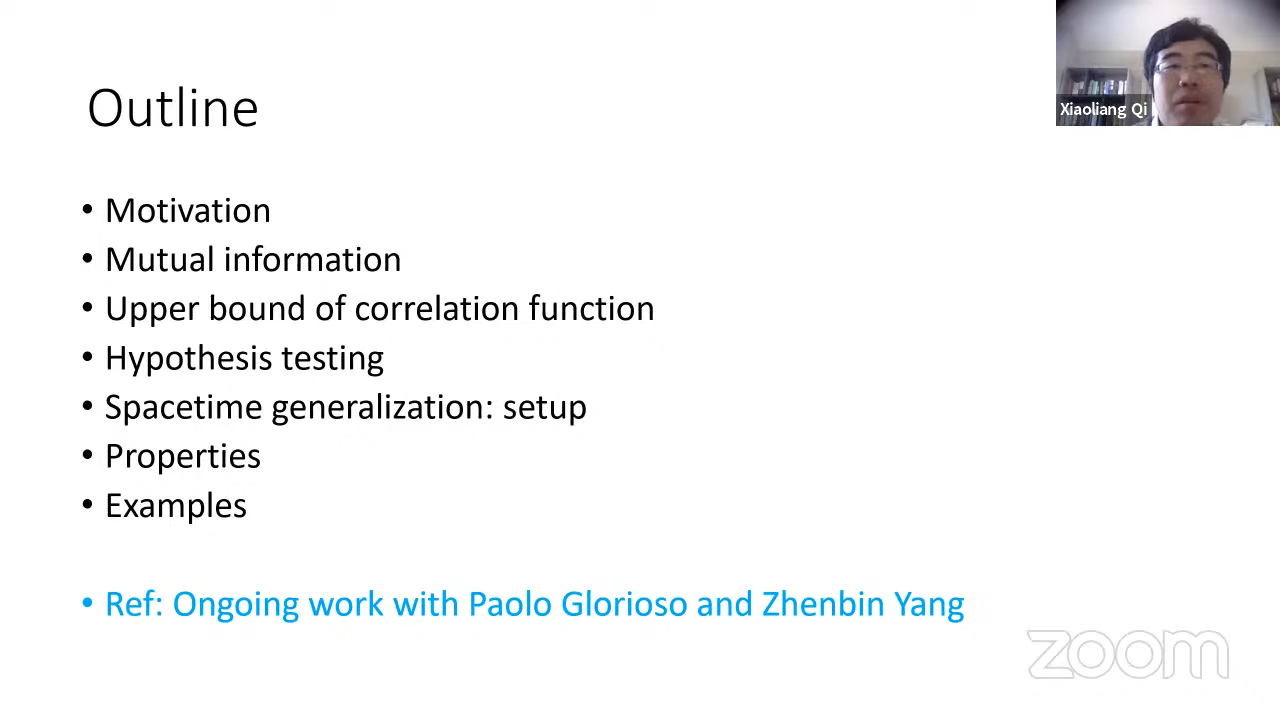 Outline
Xiaoliang Qi
• Motivation
• Mutual information
• Upper bound of correlation function
• Hypothesis testing
• Spacetime generalization: setup
• Properties
• Examples
• Ref: Ongoing work with Paolo Glorioso and Zhenbin Yang
zoom